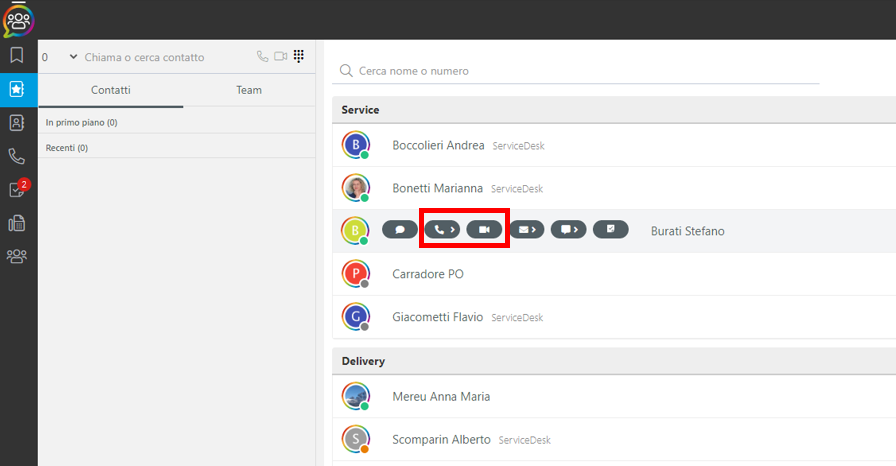 0 Chiama o cerca contatto
Contatti Team
In primo piano (0)
Recenti (0)
2
Cerca nome o numero
Service
B Boccolieri Andrea ServiceDesk
Bonetti Marianna ServiceDesk
B Burati Stefano
P Carradore PO
G Giacometti Flavio ServiceDesk
Delivery
Mereu Anna Maria
S Scomparin Alberto ServiceDesk